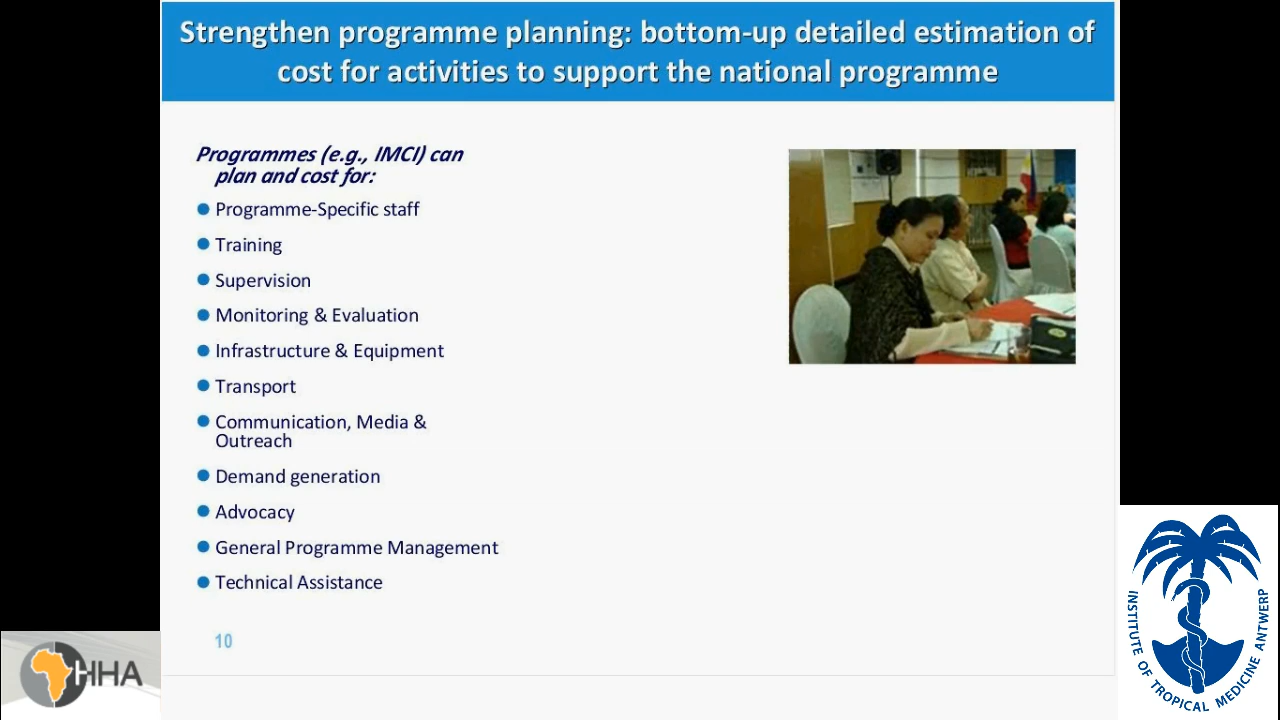 Strengthen programme planning: bottom-up detailed estimation of
cost for activities to support the national programme
Programmes (e.g., IMCI) can
plan and cost for:
Programme-Specific staff
Training
Supervision
Monitoring & Evaluation
Infrastructure & Equipment
Transport
Communication, Media &
Outreach
Demand generation
Advocacy
General Programme Management
Technical Assistance
10
HHA
INSTITUTE OF TROPICAL MEDICINE ANTWERP